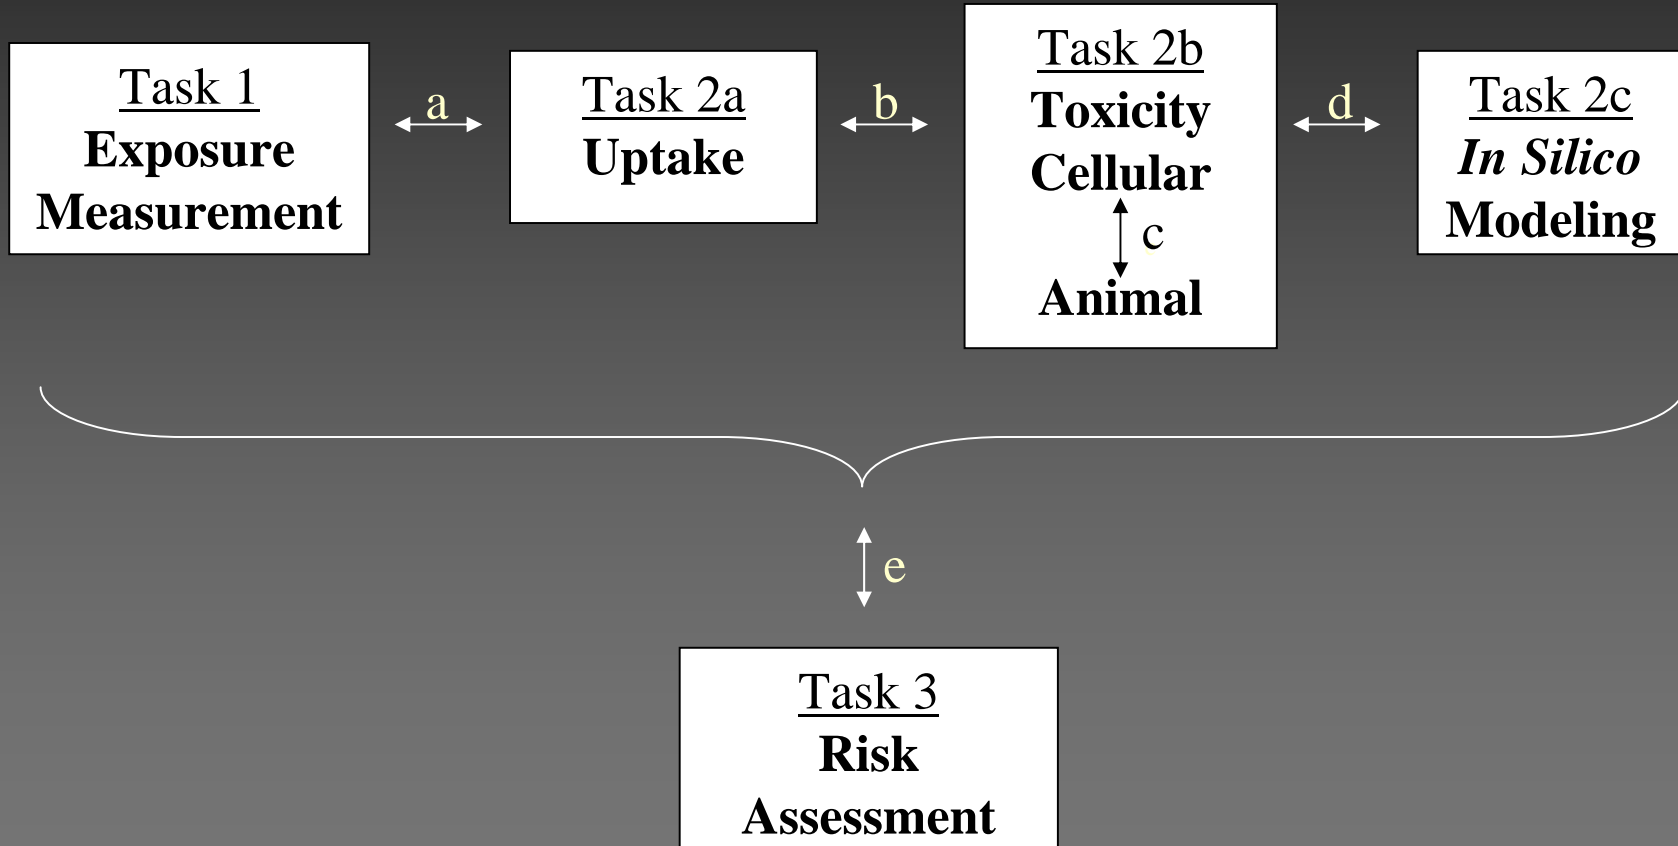 Task 1
Exposure
Measurement
a
Task 2a
Uptake
b
Task 2b
Toxicity
Cellular
c
Animal
d
Task 2c
In Silico
Modeling
e
Task 3
Risk
Assessment